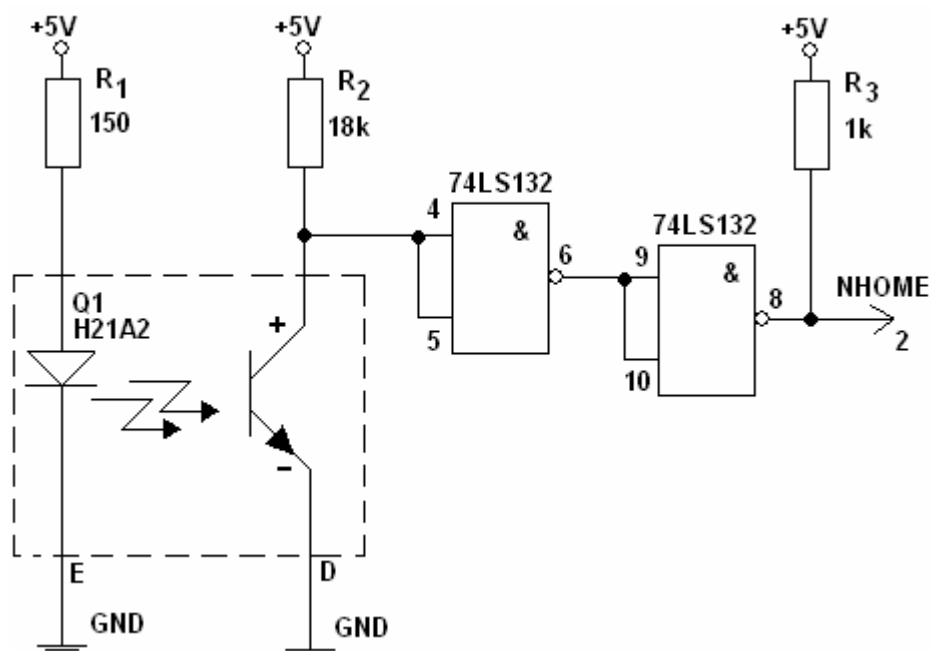 +5V
+5V
+5V
R1
150
R2
18k
R3
1k
74LS132
4
&
5
6
74LS132
9
&
10
8
NHOME
2
Q1
H21A2
+
-
E
D
GND
GND